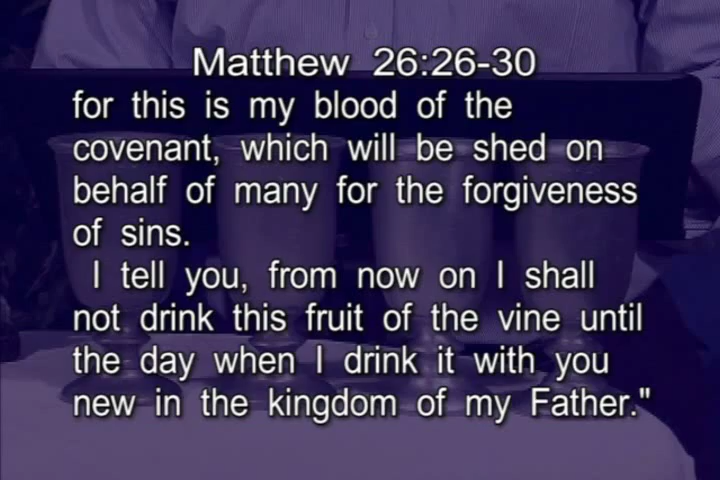 Matthew 26:26-30
for this is my blood of the
covenant, which will be shed on
behalf of many for the forgiveness
of sins.
I tell you, from now on I shall
not drink this fruit of the vine until
the day when I drink it with you
new in the kingdom of my Father."